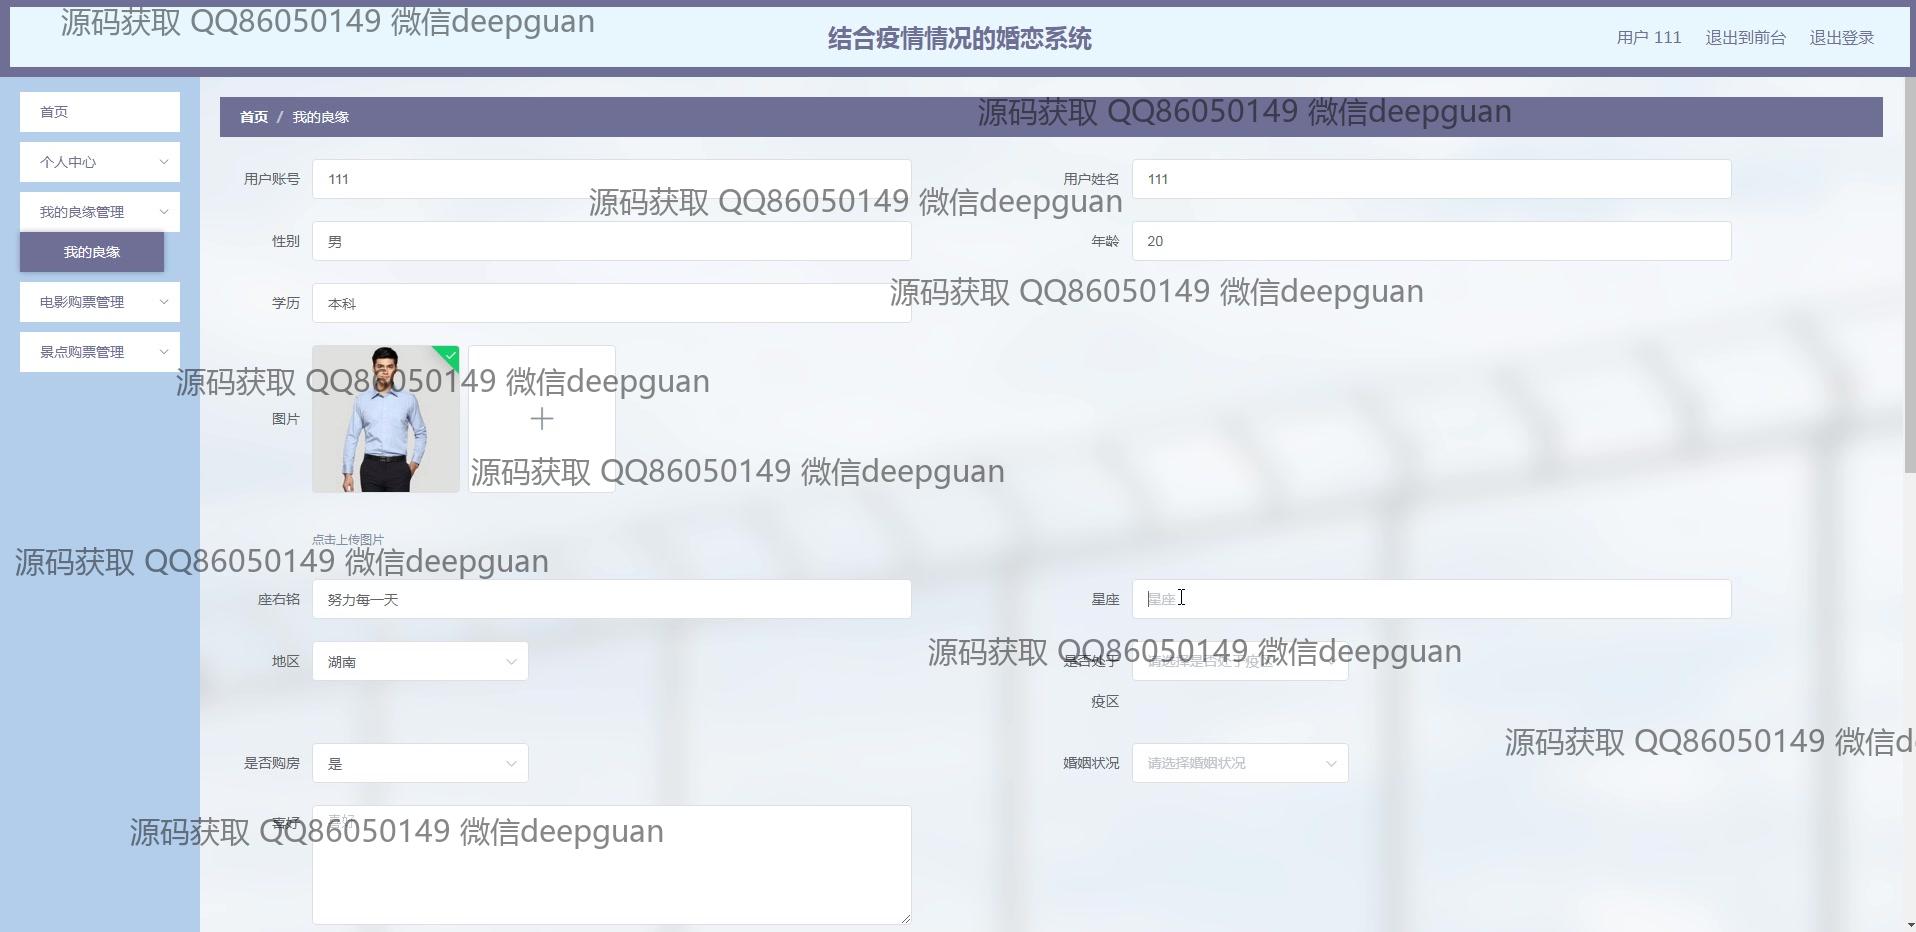 源码获取 QQ86050149 微信deepguan
结合疫情情况的婚恋系统
用户 111
退出到前台
退出登录
首页
个人中心
我的良缘管理
我的良缘
电影购票管理
景点购票管理
首页 / 我的良缘
源码获取 QQ86050149 微信deepguan
用户账号
111
用户姓名
111
源码获取 QQ86050149 微信deepguan
性别
男
年龄
20
源码获取 QQ86050149 微信deepguan
学历
本科
源码获取 QQ86050149 微信deepguan
图片
源码获取 QQ86050149 微信deepguan
点击上传图片
源码获取 QQ86050149 微信deepguan
座右铭
努力每一天
星座
星座
地区
湖南
源码获取 QQ86050149 微信deepguan
是否处于
疫区
请选择是否处于疫区
源码获取 QQ86050149 微信d
是否购房
是
婚姻状况
请选择婚姻状况
喜好
喜好
源码获取 QQ86050149 微信deepguan